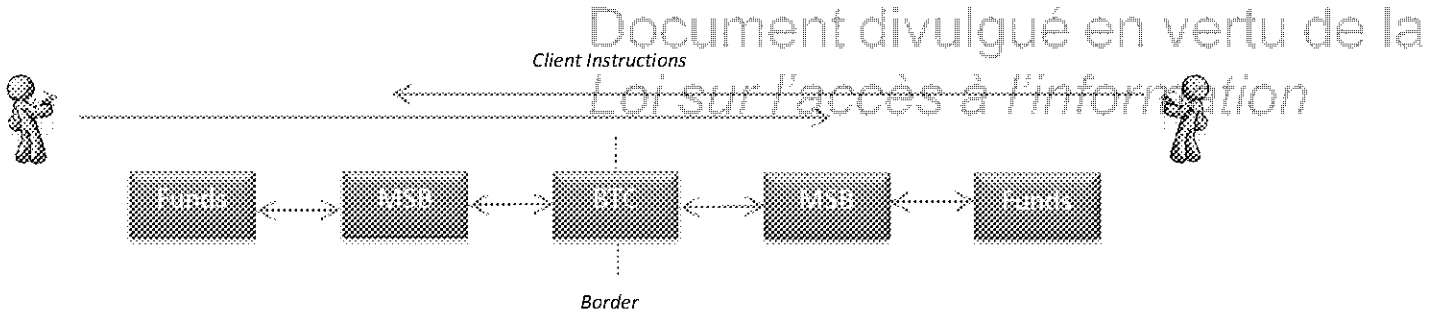 Document divulgué en vertu de la
Client Instructions
Loi sur l'accès à l'information
Funds MSB BTC MSB Funds
Border